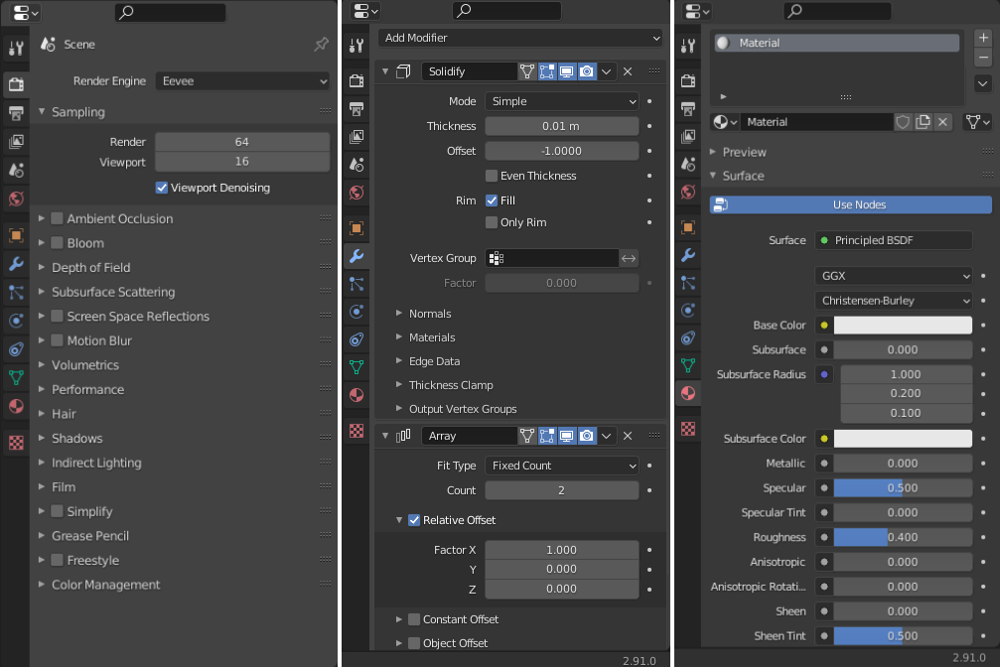 Scene
Render Engine Eevee
Sampling
Render 64
Viewport 16
Viewport Denoising
Ambient Occlusion
Bloom
Depth of Field
Subsurface Scattering
Screen Space Reflections
Motion Blur
Volumetrics
Performance
Hair
Shadows
Indirect Lighting
Film
Simplify
Grease Pencil
Freestyle
Color Management
Add Modifier
Solidify
Mode Simple
Thickness 0.01 m
Offset -1.0000
Even Thickness
Rim Fill
Only Rim
Vertex Group
Factor 0.000
Normals
Materials
Edge Data
Thickness Clamp
Output Vertex Groups
Array
Fit Type Fixed Count
Count 2
Relative Offset
Factor X 1.000
Y 0.000
Z 0.000
Constant Offset
Object Offset
2.91.0
Material
Material
Preview
Surface
Use Nodes
Surface Principled BSDF
GGX
Christensen-Burley
Base Color
Subsurface 0.000
Subsurface Radius 1.000
0.200
0.100
Subsurface Color
Metallic 0.000
Specular 0.500
Specular Tint 0.000
Roughness 0.400
Anisotropic 0.000
Anisotropic Rotati... 0.000
Sheen 0.000
Sheen Tint 0.500
2.91.0